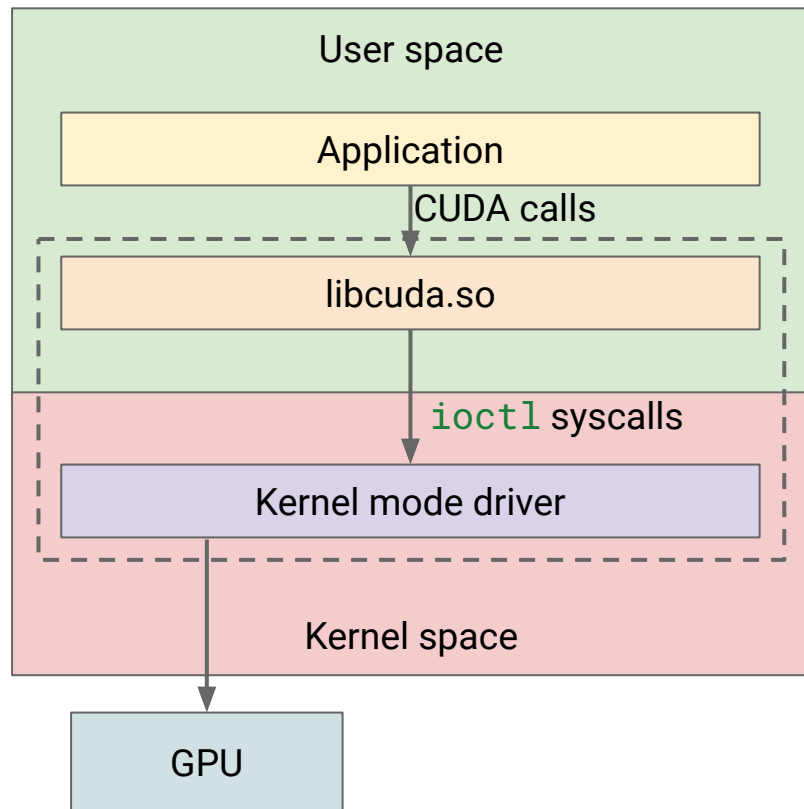 User space
Application
CUDA calls
libcuda.so
ioctl syscalls
Kernel mode driver
Kernel space
GPU